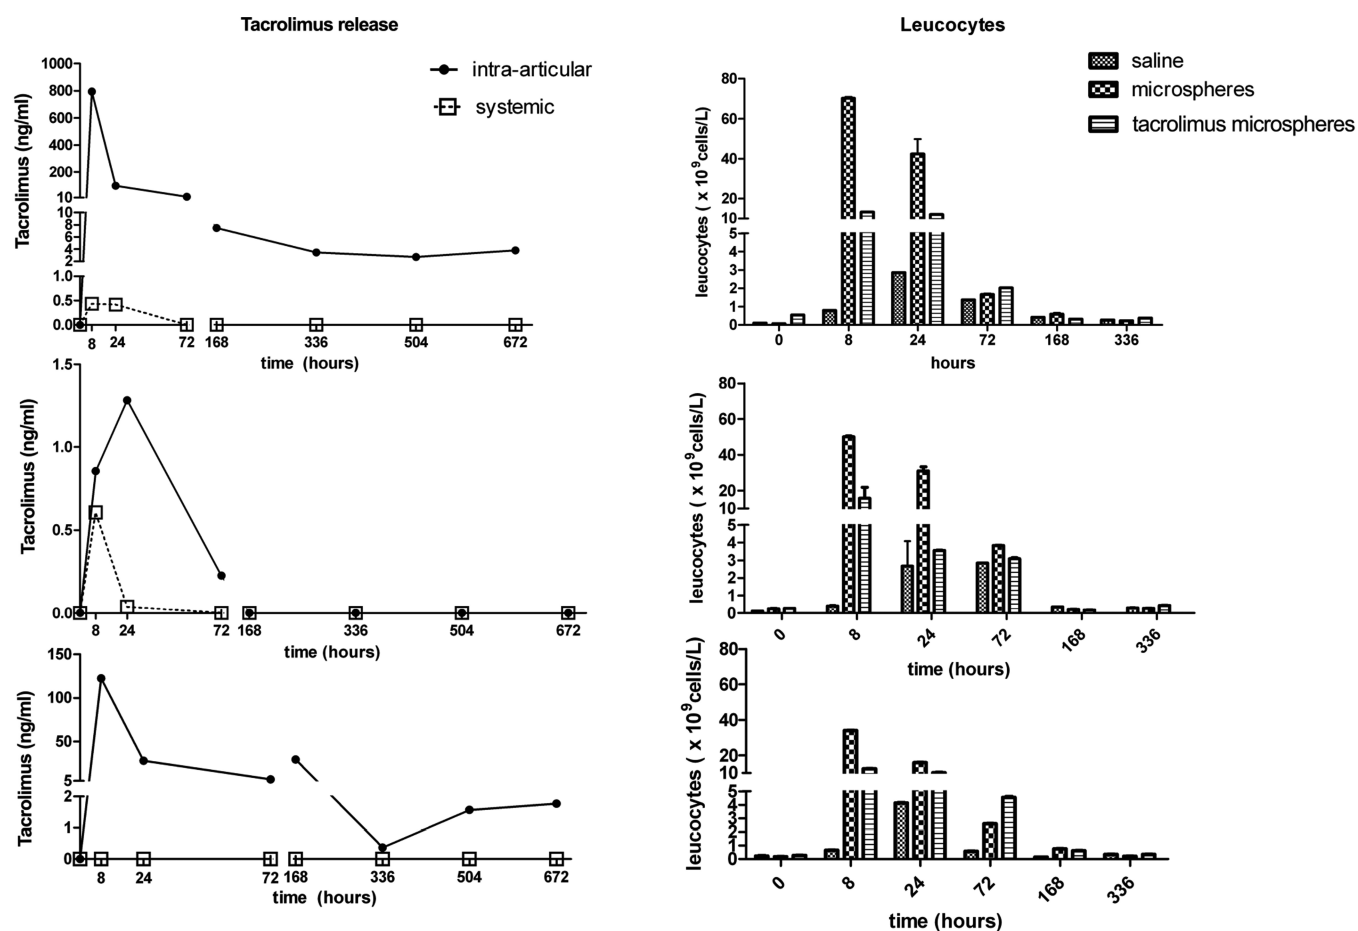 Tacrolimus release
intra-articular
systemic
Tacrolimus (ng/ml)
1000
800
600
400
200
10
10
8
6
4
2
1.0
0.5
0.0
8 24 72 168 336 504 672
time (hours)
Tacrolimus (ng/ml)
1.5
1.0
0.5
0.0
8 24 72 168 336 504 672
time (hours)
Tacrolimus (ng/ml)
150
100
50
5
2
1
0
8 24 72 168 336 504 672
time (hours)
Leucocytes
saline
microspheres
tacrolimus microspheres
leucocytes ( x 10⁹cells/L)
80
60
40
20
10
5
4
3
2
1
0
0 8 24 72 168 336
hours
leucocytes ( x 10⁹cells/L)
80
60
40
20
10
5
4
3
2
1
0
0 8 24 72 168 336
time (hours)
leucocytes ( x 10⁹cells/L)
80
60
40
20
10
5
4
3
2
1
0
0 8 24 72 168 336
time (hours)